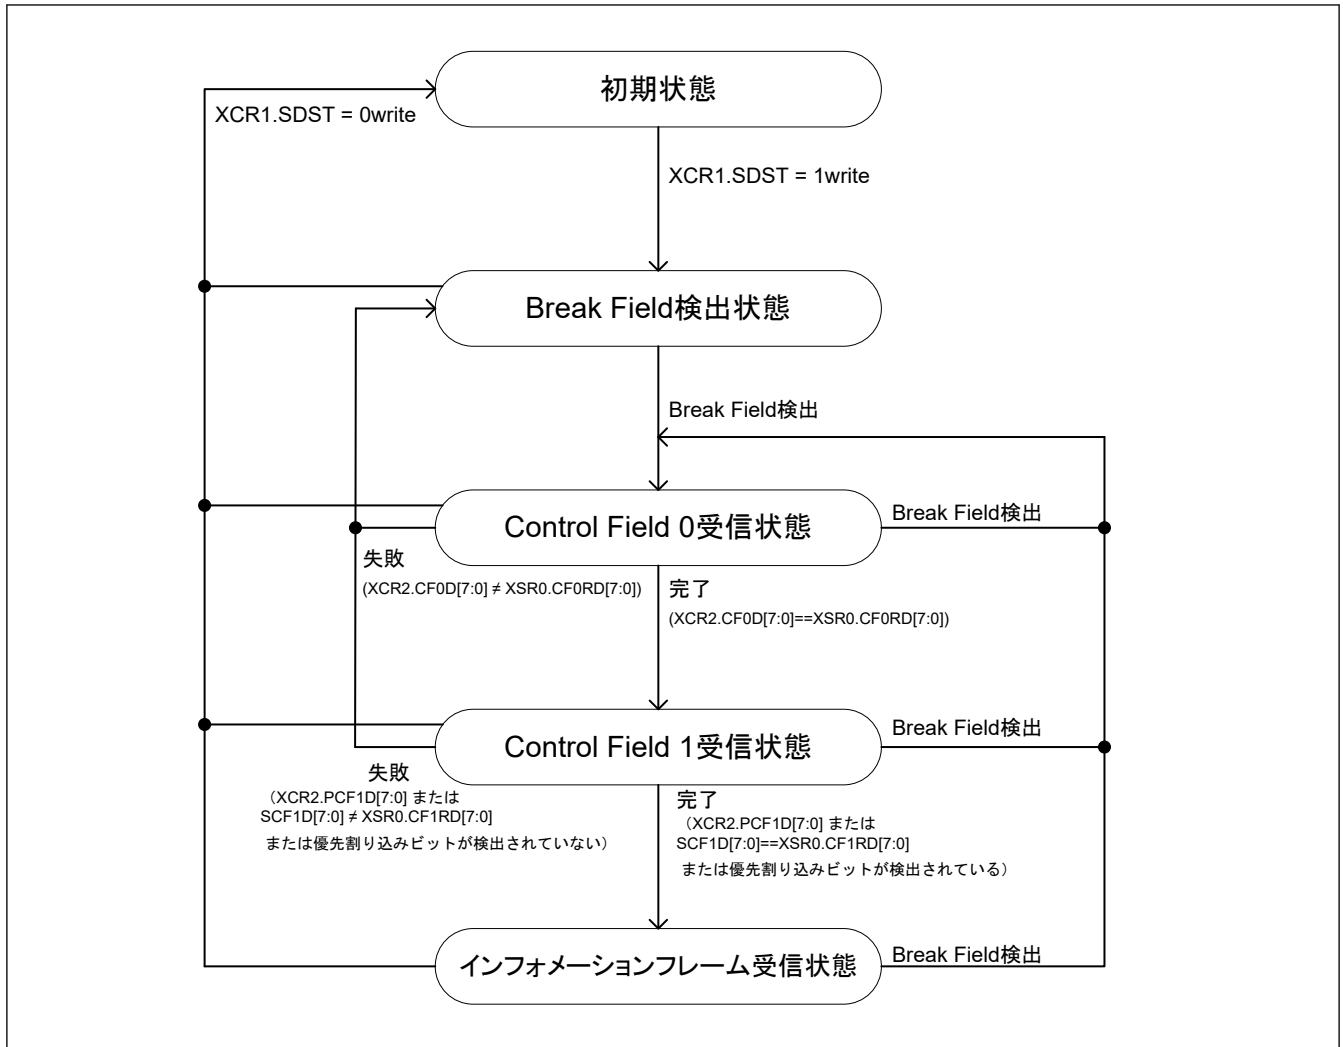 初期状態
XCR1.SDST = 0write
XCR1.SDST = 1write
Break Field検出状態
Break Field検出
Control Field 0受信状態
Break Field検出
失敗
(XCR2.CF0D[7:0] ≠ XSR0.CF0RD[7:0])
完了
(XCR2.CF0D[7:0]==XSR0.CF0RD[7:0])
Control Field 1受信状態
Break Field検出
失敗
（XCR2.PCF1D[7:0] または
SCF1D[7:0] ≠ XSR0.CF1RD[7:0]
または優先割り込みビットが検出されていない）
完了
（XCR2.PCF1D[7:0] または
SCF1D[7:0]==XSR0.CF1RD[7:0]
または優先割り込みビットが検出されている）
インフォメーションフレーム受信状態
Break Field検出